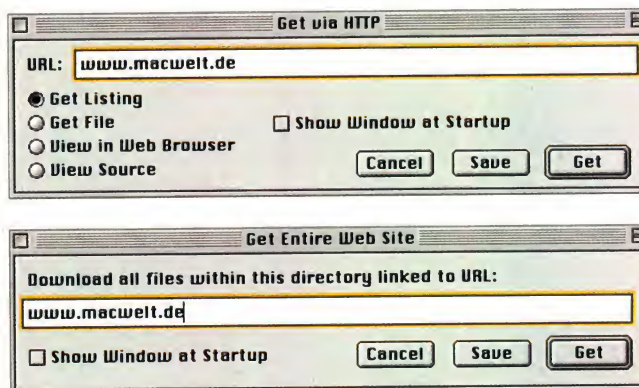 Get via HTTP
URL: www.macwelt.de
Get Listing
Get File
Show Window at Startup
View in Web Browser
View Source
Cancel Save Get
Get Entire Web Site
Download all files within this directory linked to URL:
www.macwelt.de
Show Window at Startup
Cancel Save Get